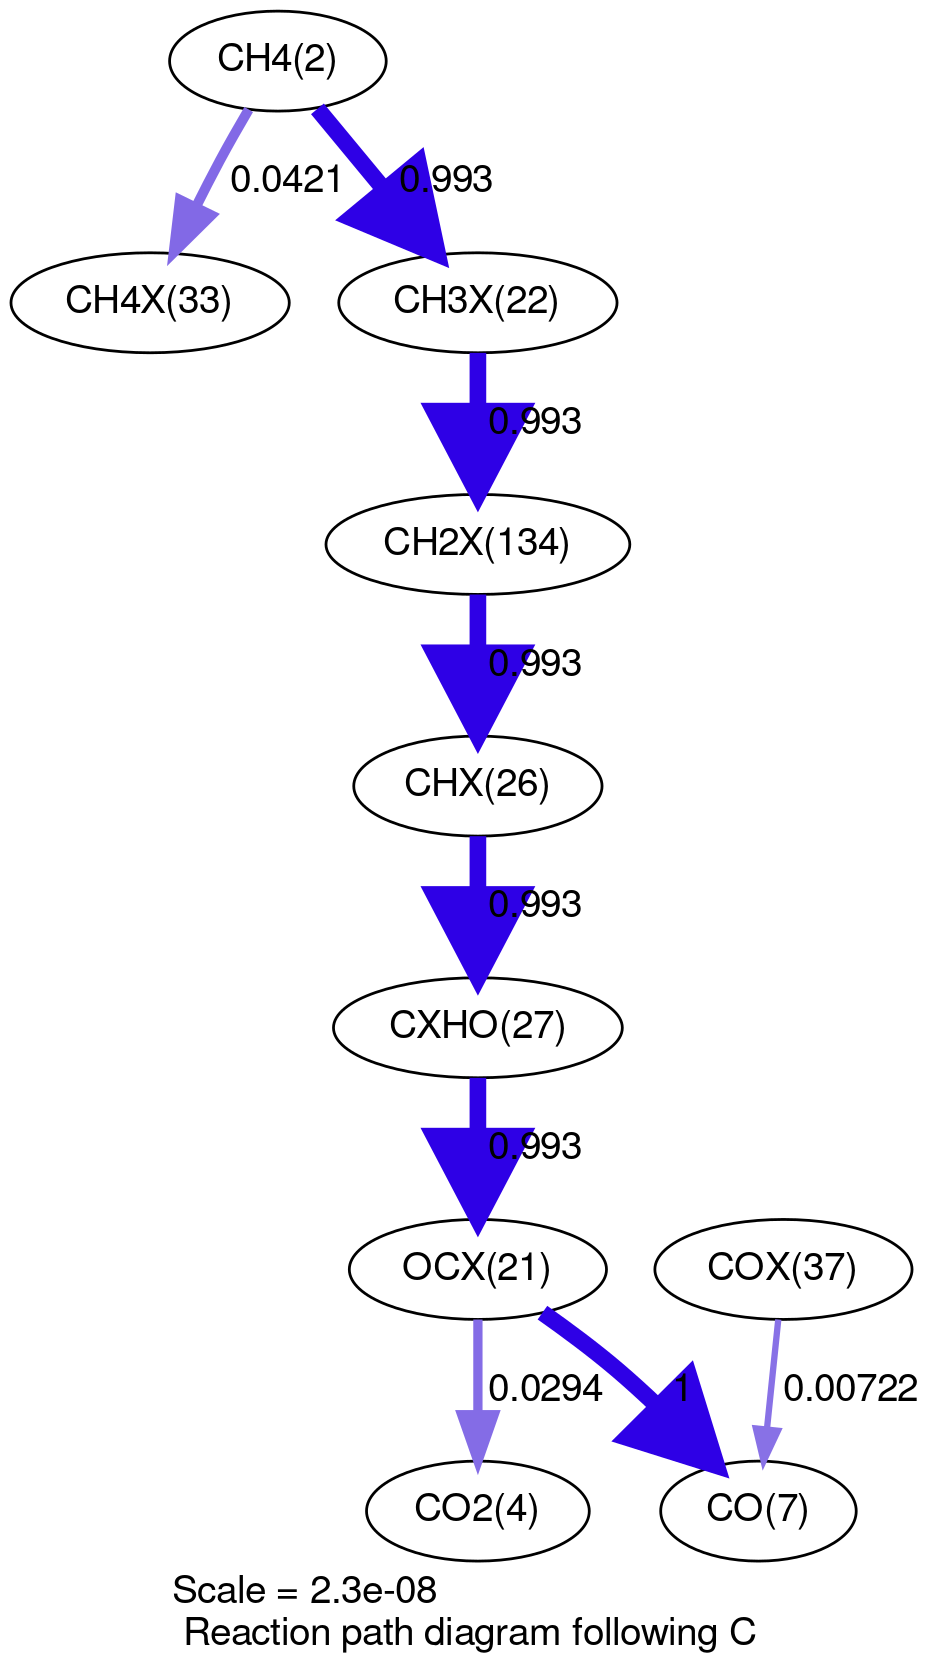 CH4(2)
0.0421
0.993
CH4X(33)
CH3X(22)
0.993
CH2X(134)
0.993
CHX(26)
0.993
CXHO(27)
0.993
OCX(21)
COX(37)
0.0294
1
0.00722
CO2(4)
CO(7)
Scale = 2.3e-08
Reaction path diagram following C